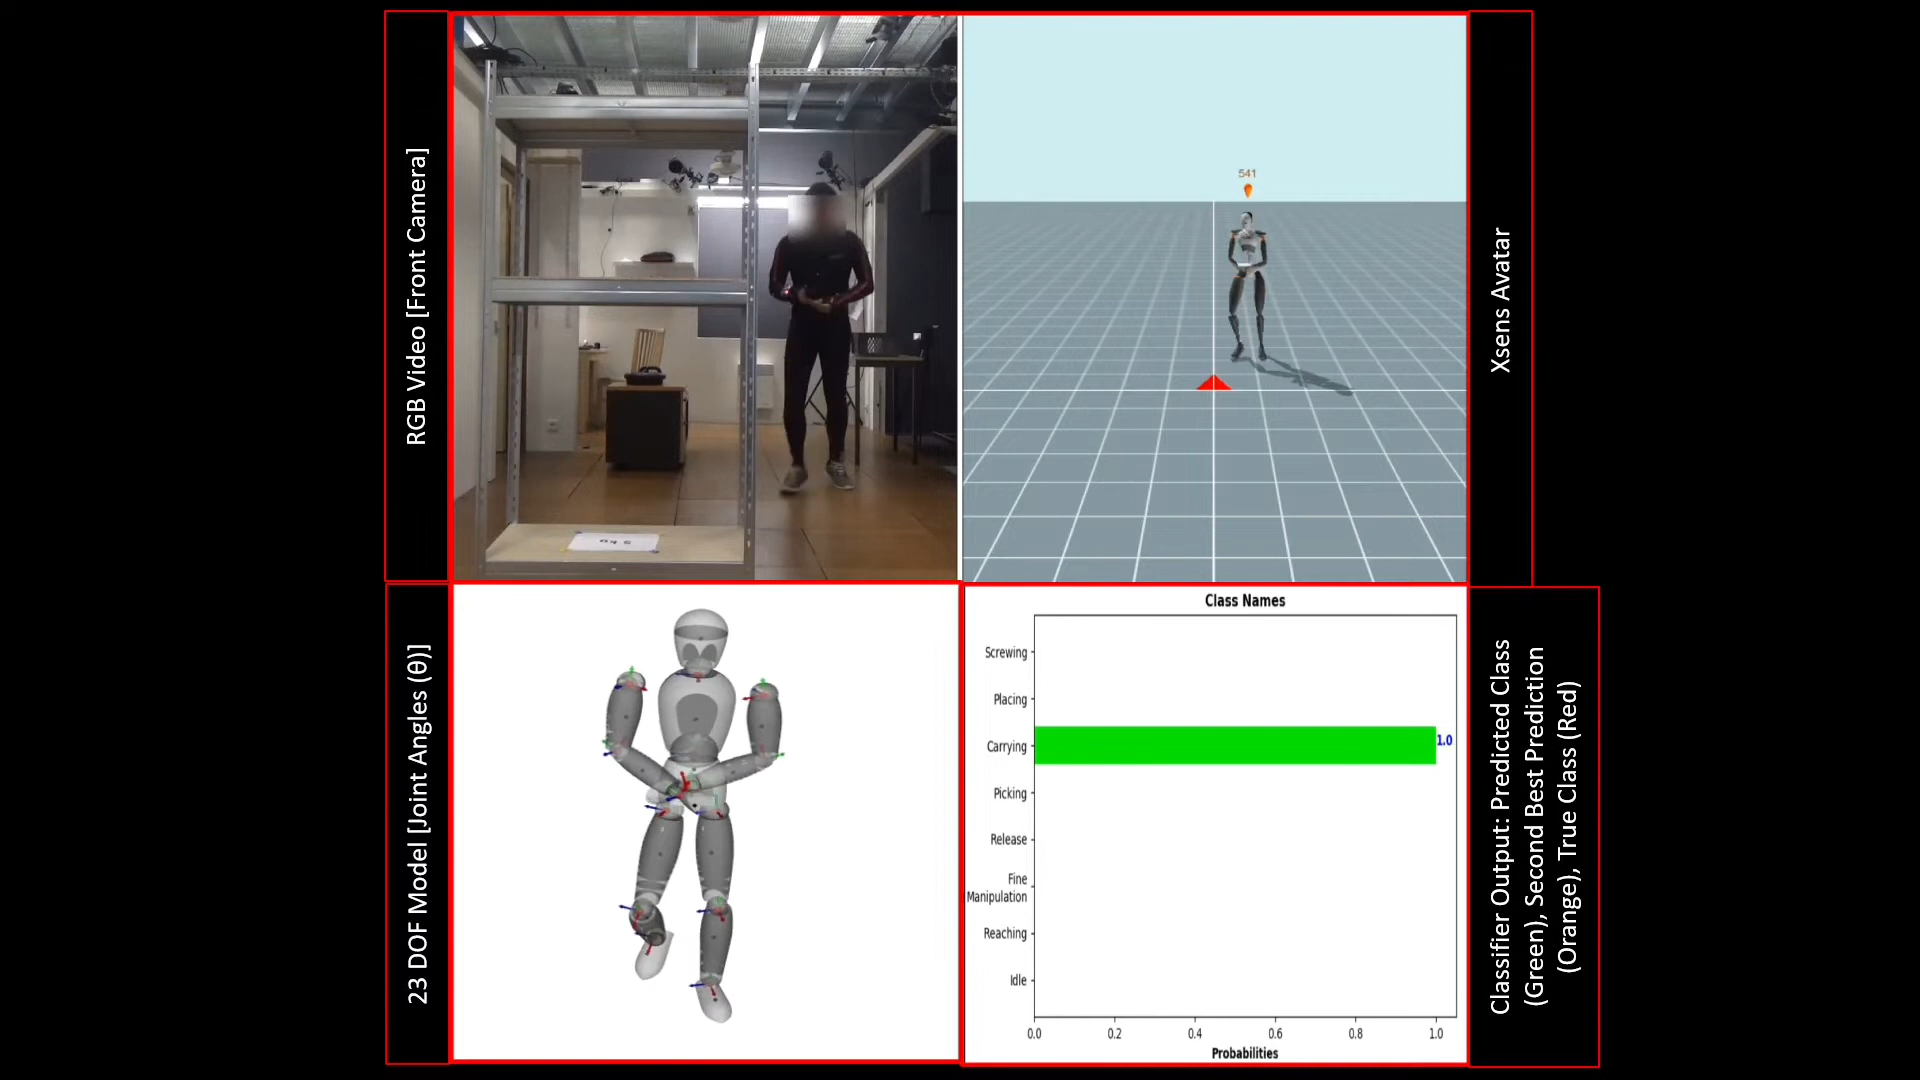 RGB Video [Front Camera]
541
Xsens Avatar
5 kg
23 DOF Model [Joint Angles (θ)]
Class Names
Screwing
Placing
Carrying
1.0
Picking
Release
Fine
Manipulation
Reaching
Idle
0.0 0.2 0.4 0.6 0.8 1.0
Probabilities
Classifier Output: Predicted Class
(Green), Second Best Prediction
(Orange), True Class (Red)